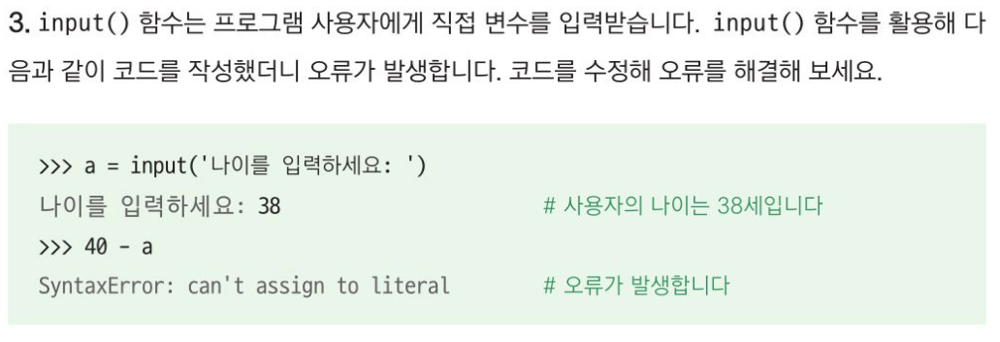 3. input() 함수는 프로그램 사용자에게 직접 변수를 입력받습니다. input() 함수를 활용해 다
음과 같이 코드를 작성했더니 오류가 발생합니다. 코드를 수정해 오류를 해결해 보세요.
>>> a = input('나이를 입력하세요: ')
나이를 입력하세요: 38 # 사용자의 나이는 38세입니다
>>> 40 - a
SyntaxError: can't assign to literal # 오류가 발생합니다